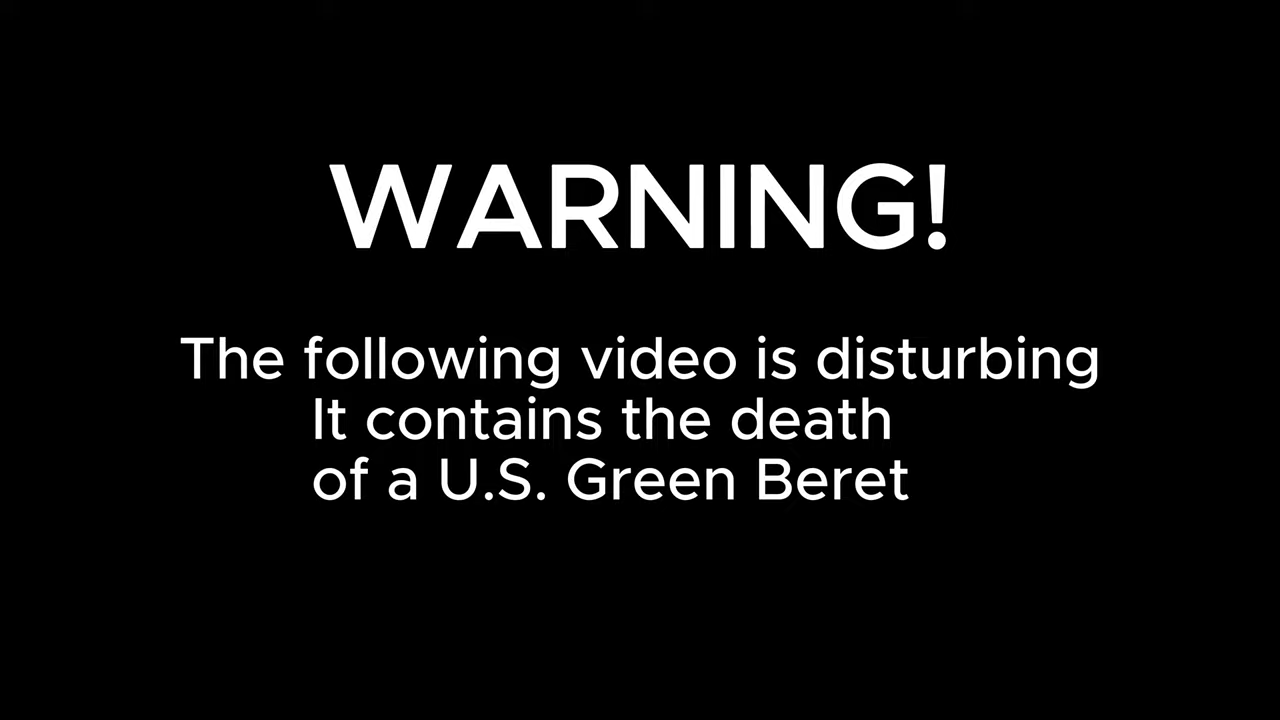 WARNING!
The following video is disturbing
It contains the death
of a U.S. Green Beret